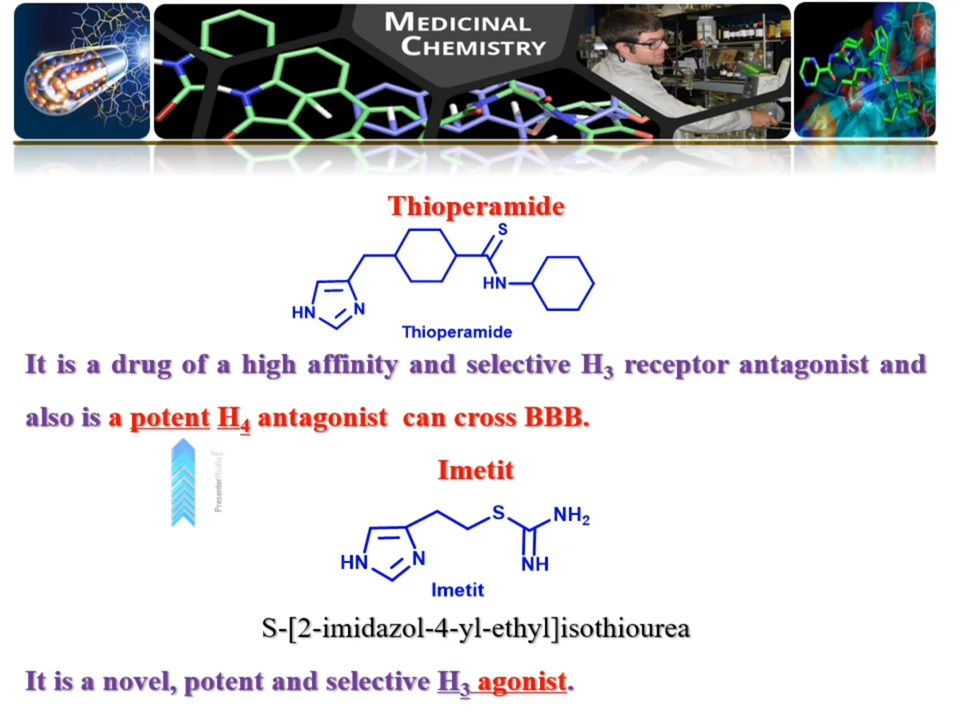 MEDICINAL
CHEMISTRY
Thioperamide
S
HN
HN
N
Thioperamide
It is a drug of a high affinity and selective H3 receptor antagonist and
also is a potent H4 antagonist can cross BBB.
PresenterMedia
Imetit
S
NH2
HN
N
NH
Imetit
S-[2-imidazol-4-yl-ethyl]isothiourea
It is a novel, potent and selective H3 agonist.